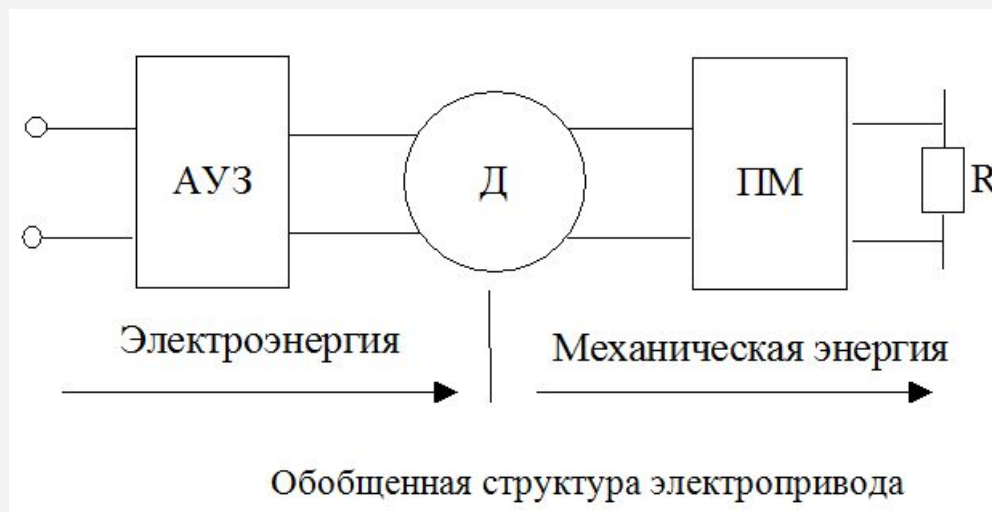 АУЗ
Д
ПМ
R
Электроэнергия
Механическая энергия
Обобщенная структура электропривода